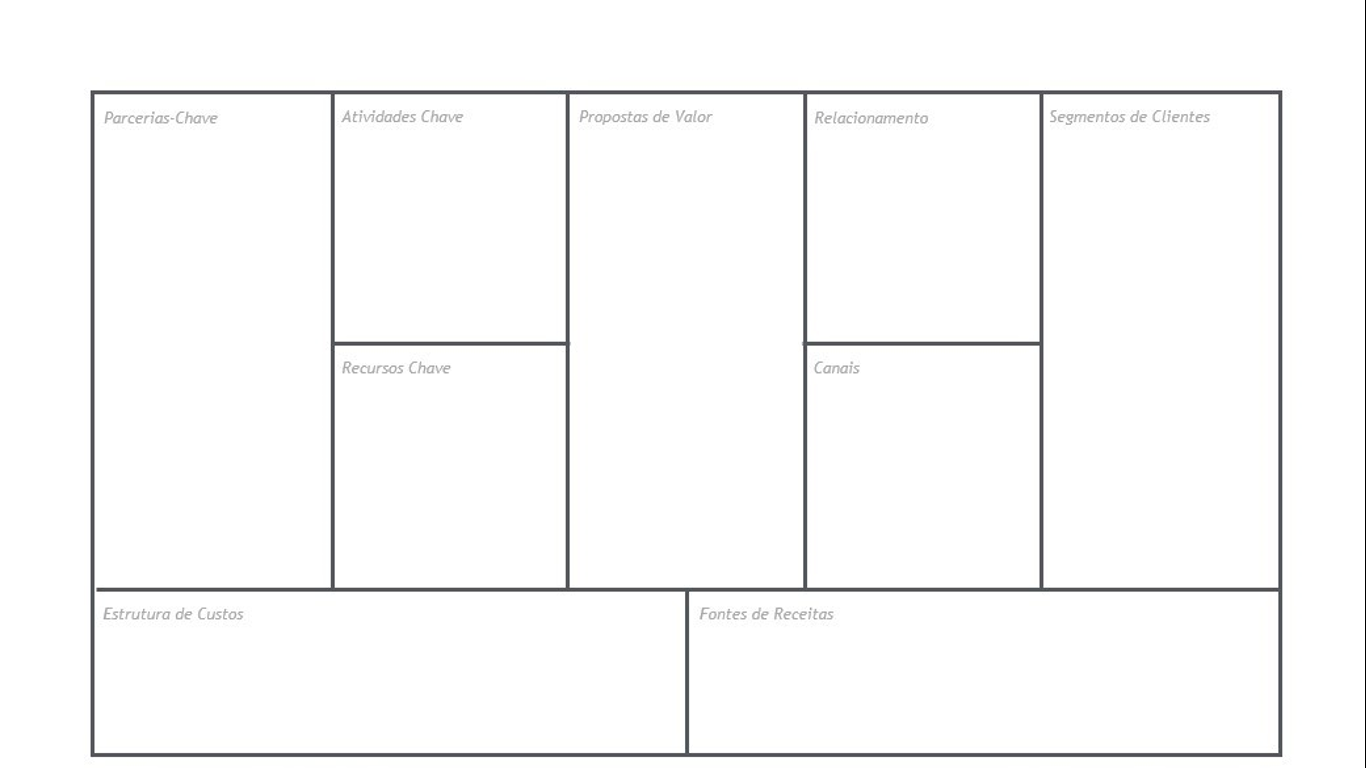 Parcerias-Chave
Atividades Chave
Propostas de Valor
Relacionamento
Segmentos de Clientes
Recursos Chave
Canais
Estrutura de Custos
Fontes de Receitas